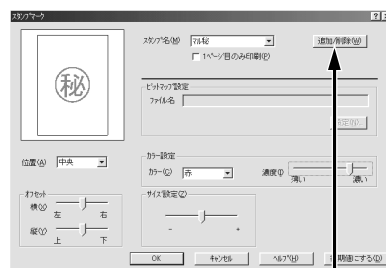 スタンプマーク
スタンプ名(M) マル秘 追加/削除(W)
1ページ目のみ印刷(P)
秘
ビットマップ設定
ファイル名
設定(N)
位置(A) 中央
カラー設定
カラー(C) 赤 濃度(I) 薄い 濃い
オフセット
横(X) 左 右
縦(Y) 上 下
サイズ設定(Z)
- +
OK キャンセル ヘルプ(H) 初期値にする(D)